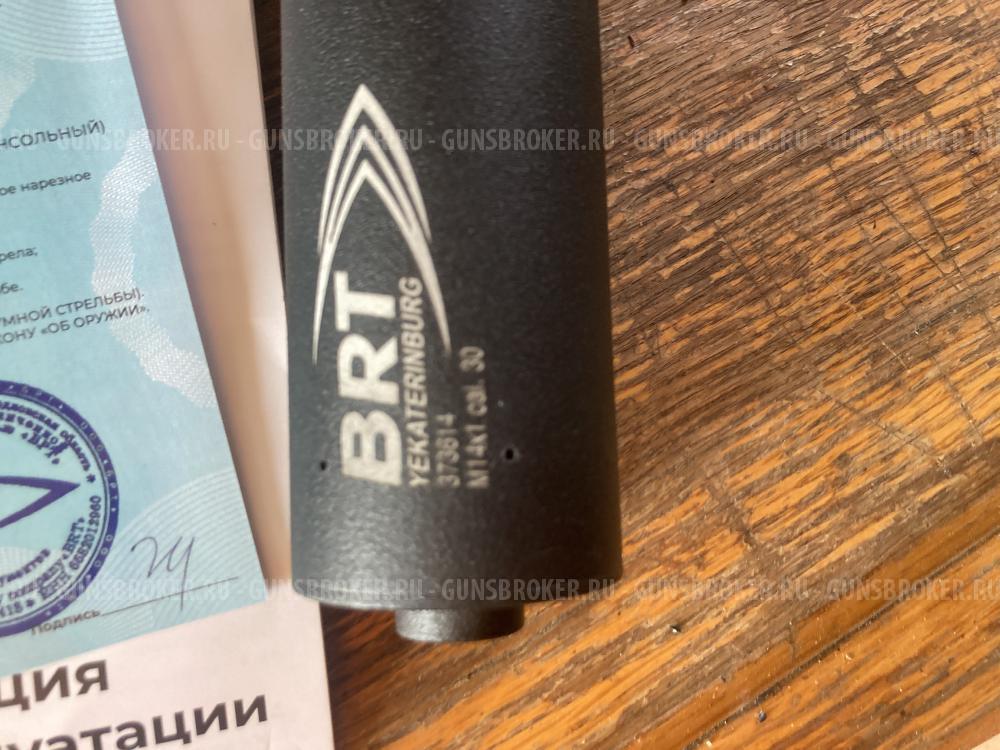 НСОЛЬНЫЙ)
ое нарезное
рела;
бе.
УМНОЙ СТРЕЛЬБЫ).
КОНУ «ОБ ОРУЖИИ».
«БРТ»
Подпись
ЦИЯ
уатации
BRT
YEKATERINBURG
373614
M14x1 cal. 30
GUNSBROKER.RU - GUNSBROKER.RU - GUNSBROKER.RU - GUNSBROKER.RU - GUNSBROKER.RU
GUNSBROKER.RU - GUNSBROKER.RU - GUNSBROKER.RU - GUNSBROKER.RU - GUNSBROKER.RU